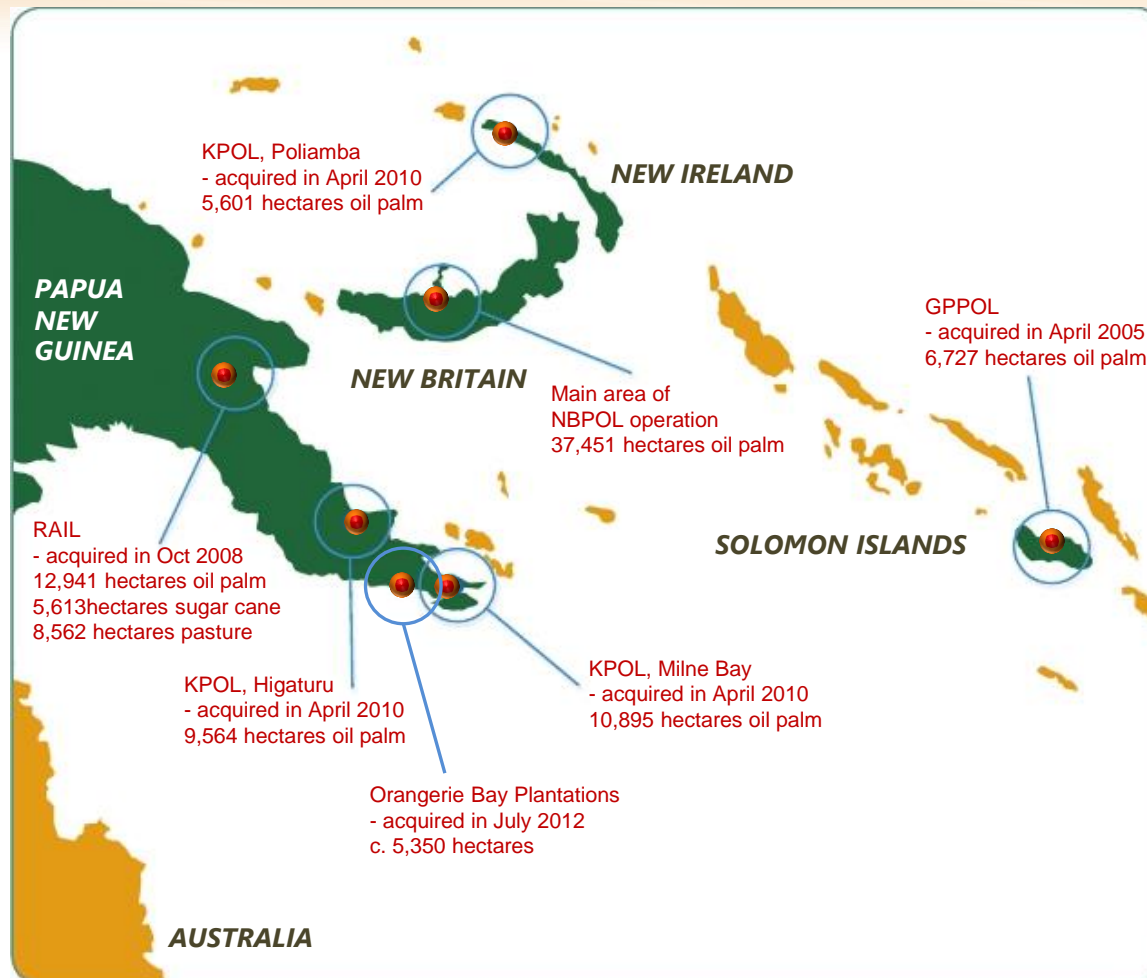 KPOL, Poliamba
- acquired in April 2010
5,601 hectares oil palm
NEW IRELAND
PAPUA
NEW
GUINEA
NEW BRITAIN
Main area of
NBPOL operation
37,451 hectares oil palm
GPPOL
- acquired in April 2005
6,727 hectares oil palm
RAIL
- acquired in Oct 2008
12,941 hectares oil palm
5,613hectares sugar cane
8,562 hectares pasture
SOLOMON ISLANDS
KPOL, Higaturu
- acquired in April 2010
9,564 hectares oil palm
KPOL, Milne Bay
- acquired in April 2010
10,895 hectares oil palm
Orangerie Bay Plantations
- acquired in July 2012
c. 5,350 hectares
AUSTRALIA